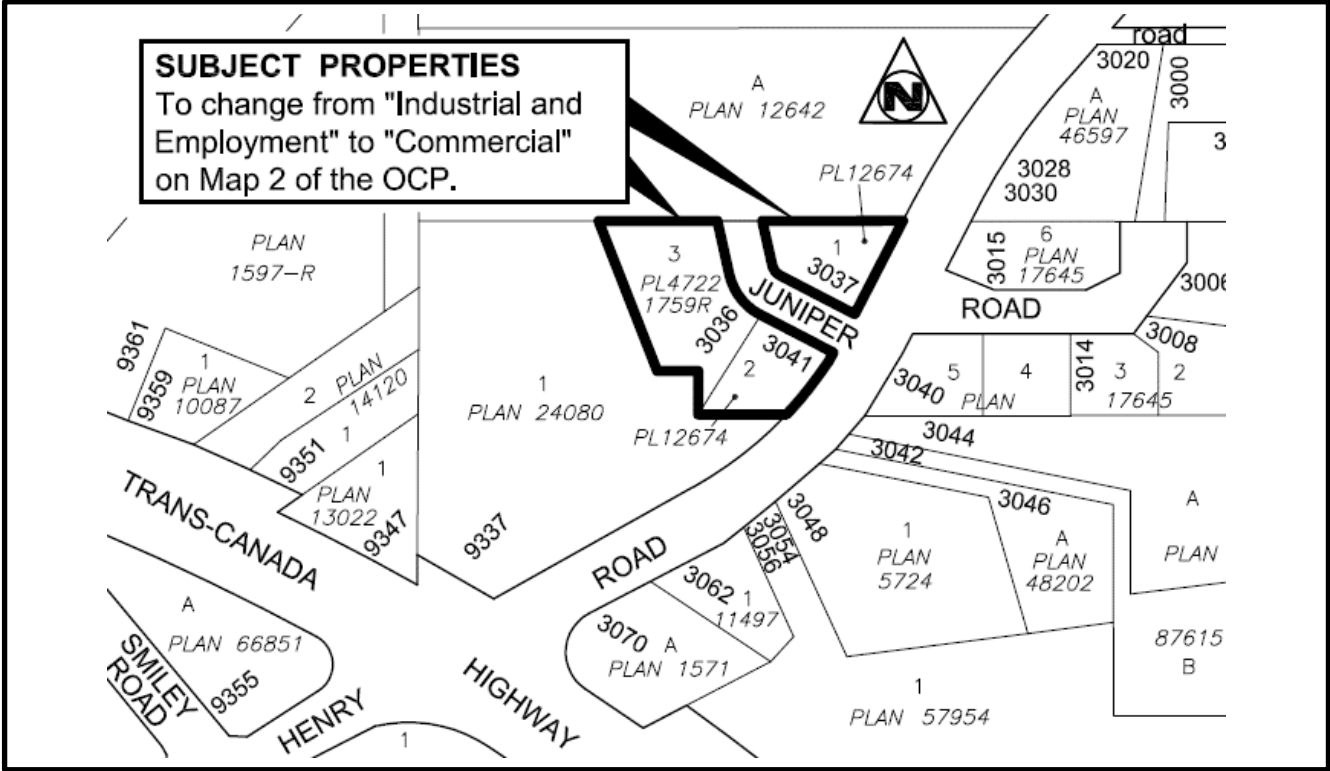 SUBJECT PROPERTIES
To change from "Industrial and
Employment" to "Commercial"
on Map 2 of the OCP.
A
PLAN 12642
N
road
3020
3000
A
PLAN
46597
3
3028
3030
PL12674
PLAN
1597-R
3
PL4722
1759R
3036
1
3037
JUNIPER
3041
2
PL12674
3015
6
PLAN
17645
3006
ROAD
3008
9361
9359
1
PLAN
10087
2 PLAN
14120
9351
1
1
PLAN
13022
9347
1
PLAN 24080
9337
3040
5
4
PLAN
3014
3
2
17645
3044
3042
3046
3048
3054
3056
1
PLAN
5724
A
PLAN
48202
A
PLAN
TRANS-CANADA
HIGHWAY
ROAD
3062
1
11497
3070
A
PLAN 1571
A
PLAN 66851
9355
SMILEY
ROAD
HENRY
1
1
PLAN 57954
87615
B